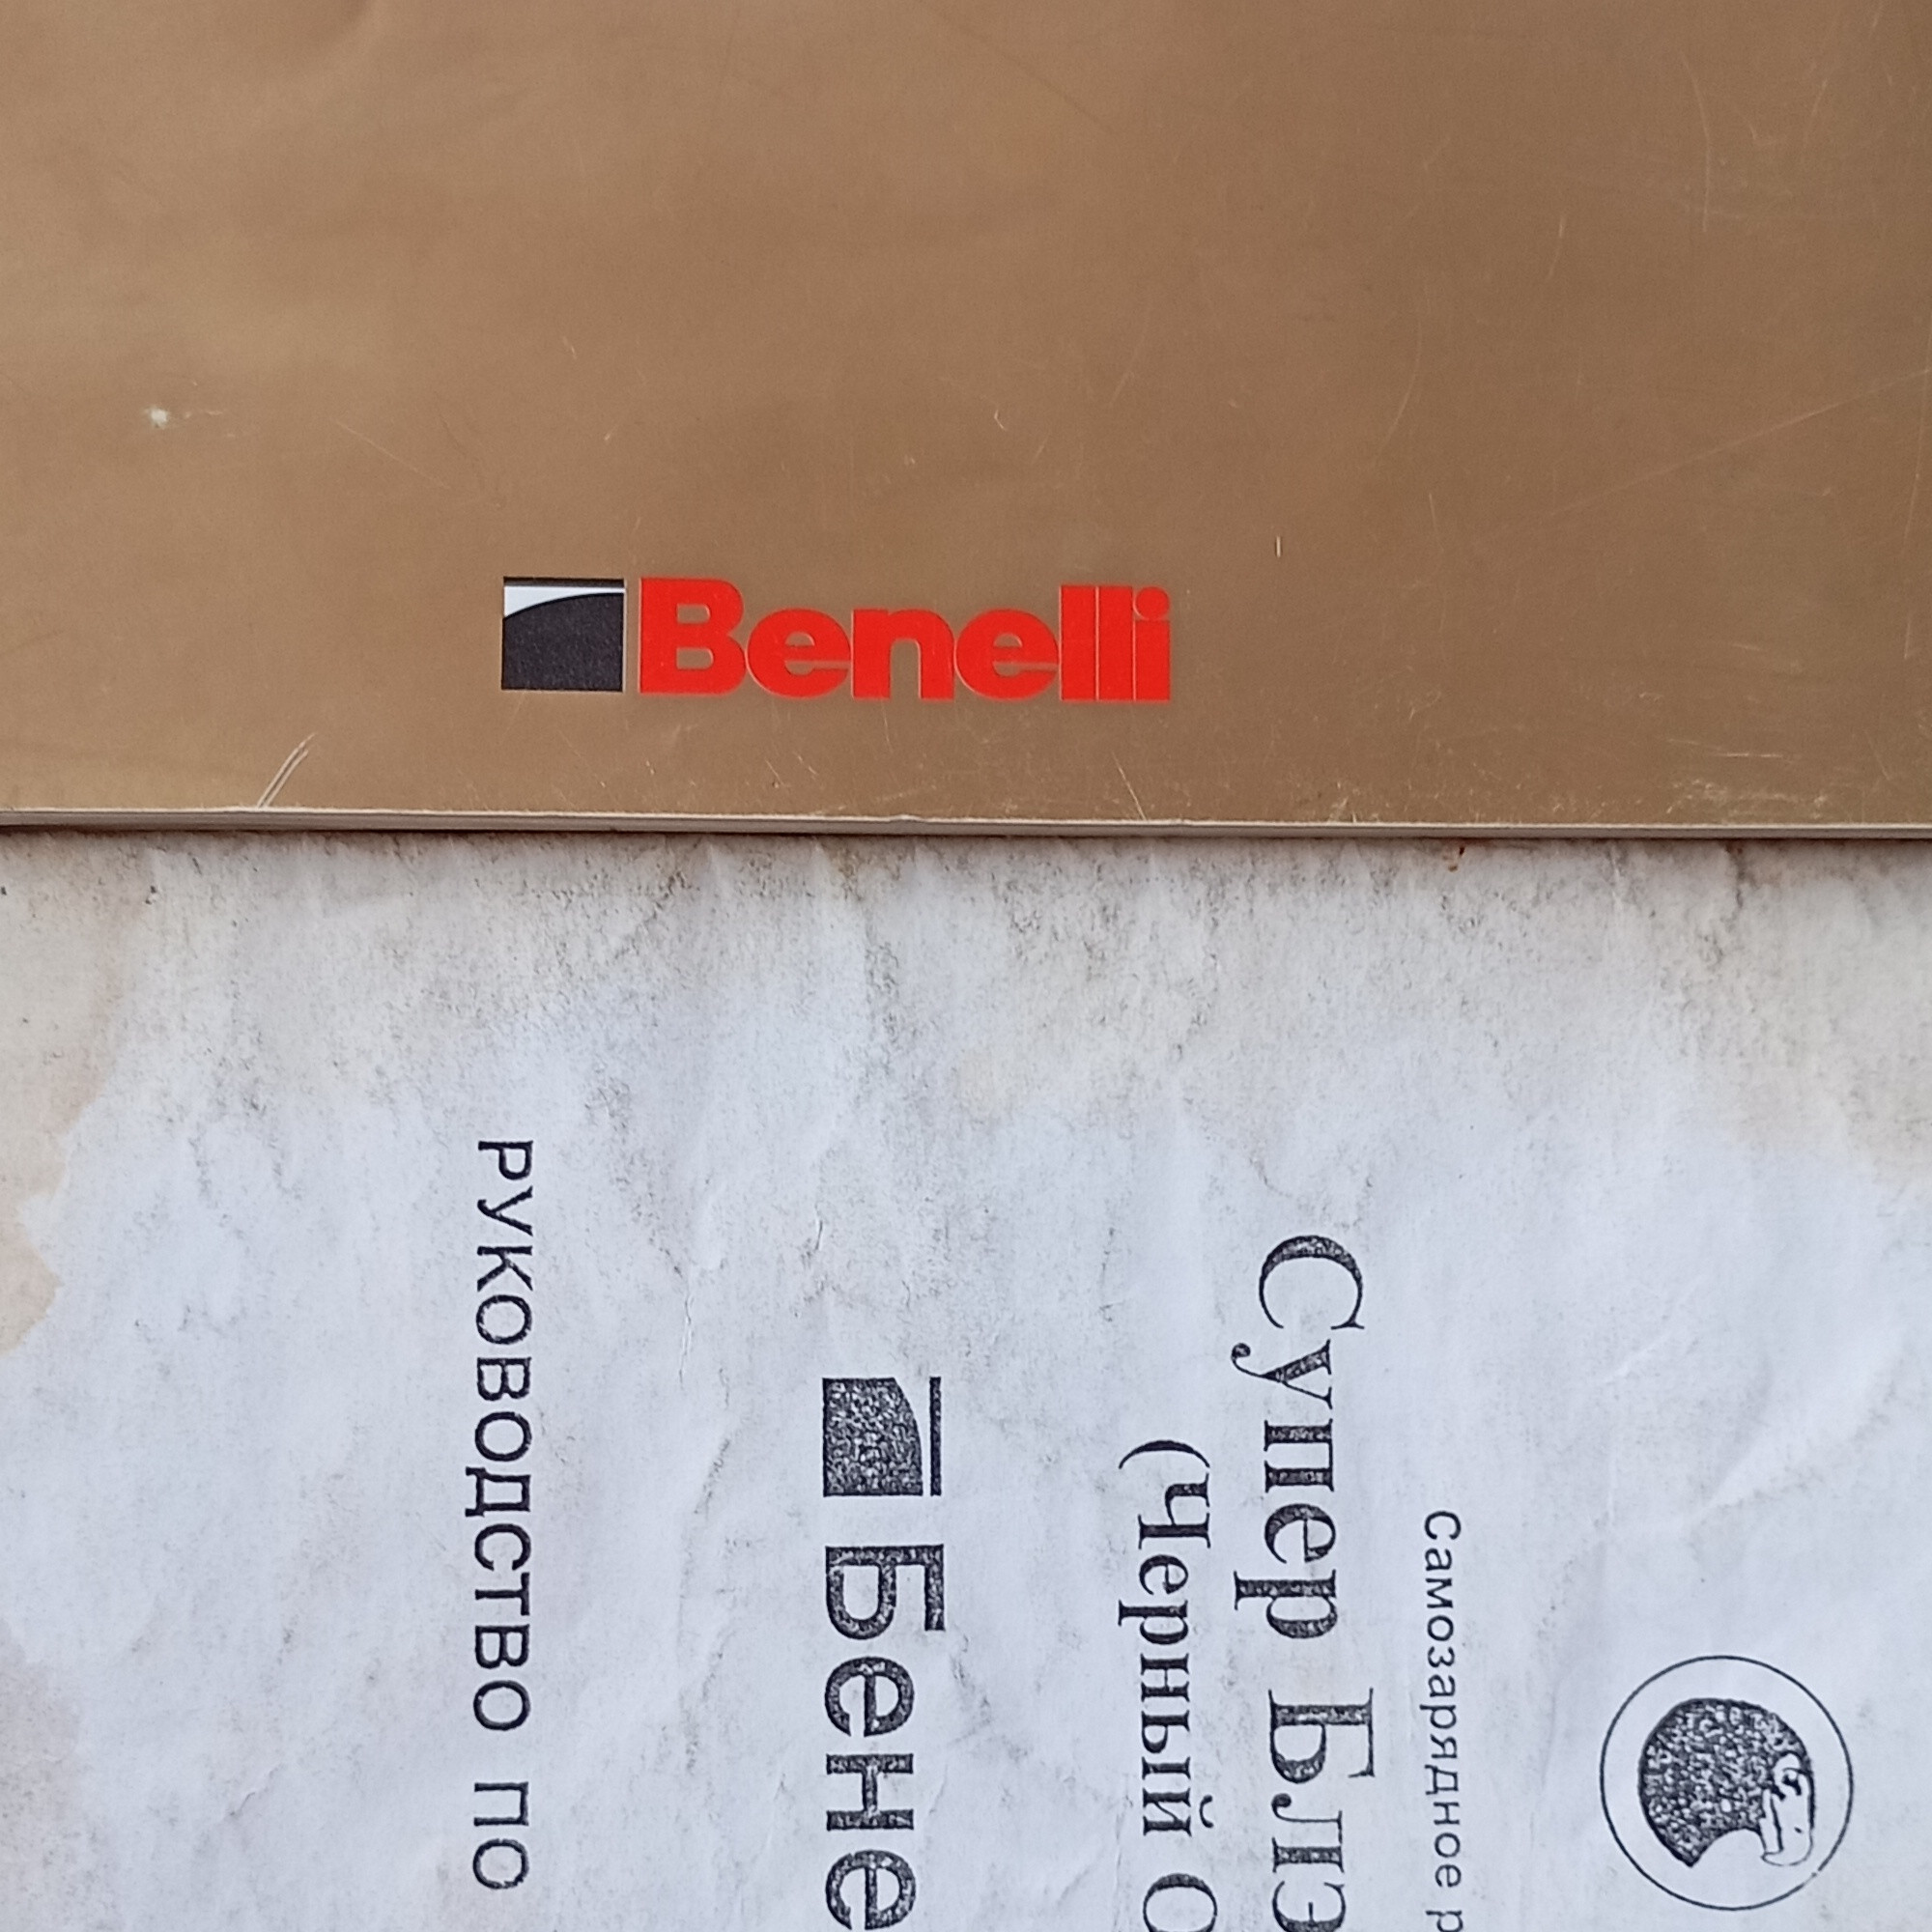 Benelli
Самозарядное р
Супер Блэ
(Черный О
Бене
РУКОВОДСТВО ПО